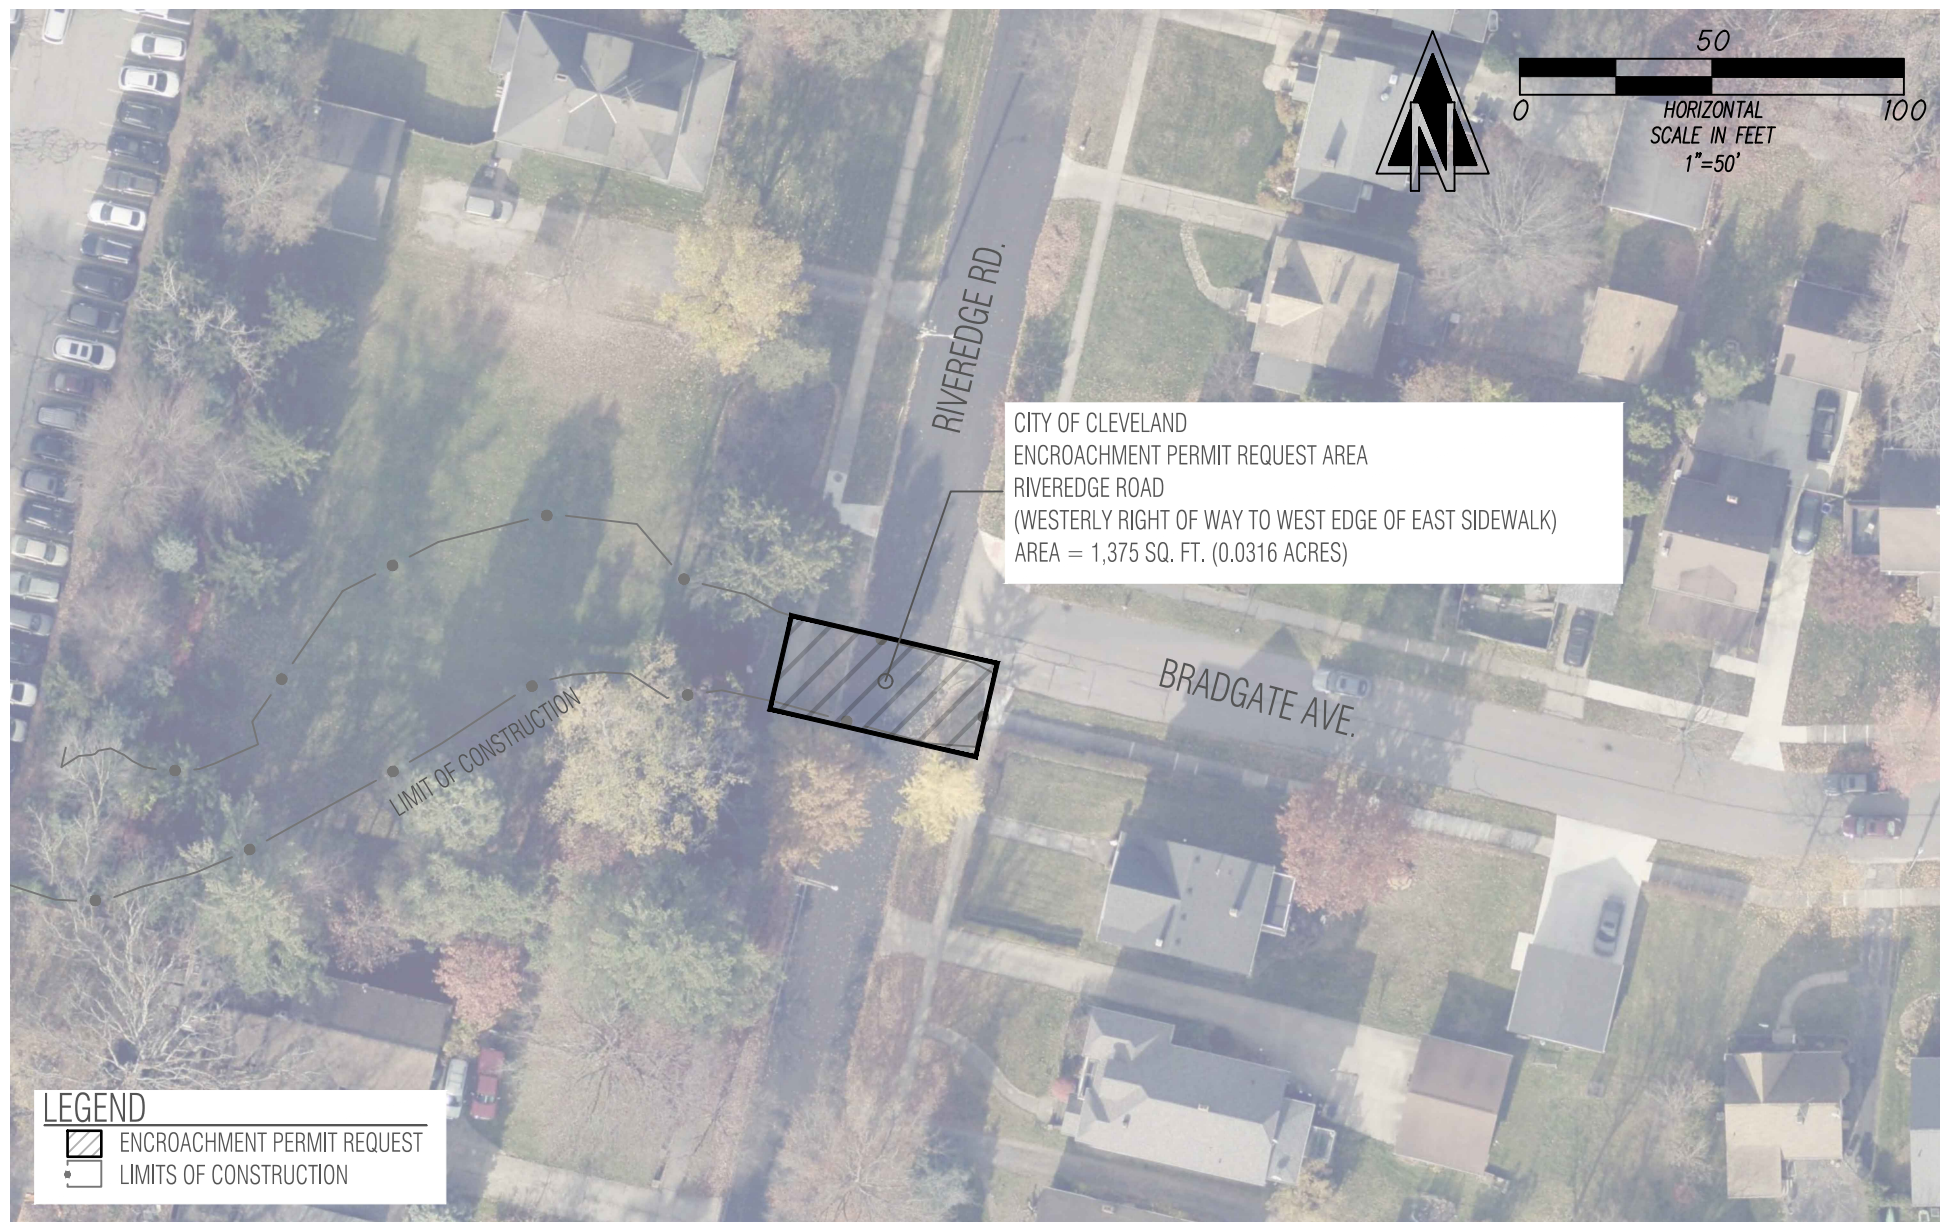 50
0
100
HORIZONTAL
SCALE IN FEET
1"=50'
N
RIVEREDGE RD.
CITY OF CLEVELAND
ENCROACHMENT PERMIT REQUEST AREA
RIVEREDGE ROAD
(WESTERLY RIGHT OF WAY TO WEST EDGE OF EAST SIDEWALK)
AREA = 1,375 SQ. FT. (0.0316 ACRES)
BRADGATE AVE.
LIMIT OF CONSTRUCTION
LEGEND
ENCROACHMENT PERMIT REQUEST
LIMITS OF CONSTRUCTION